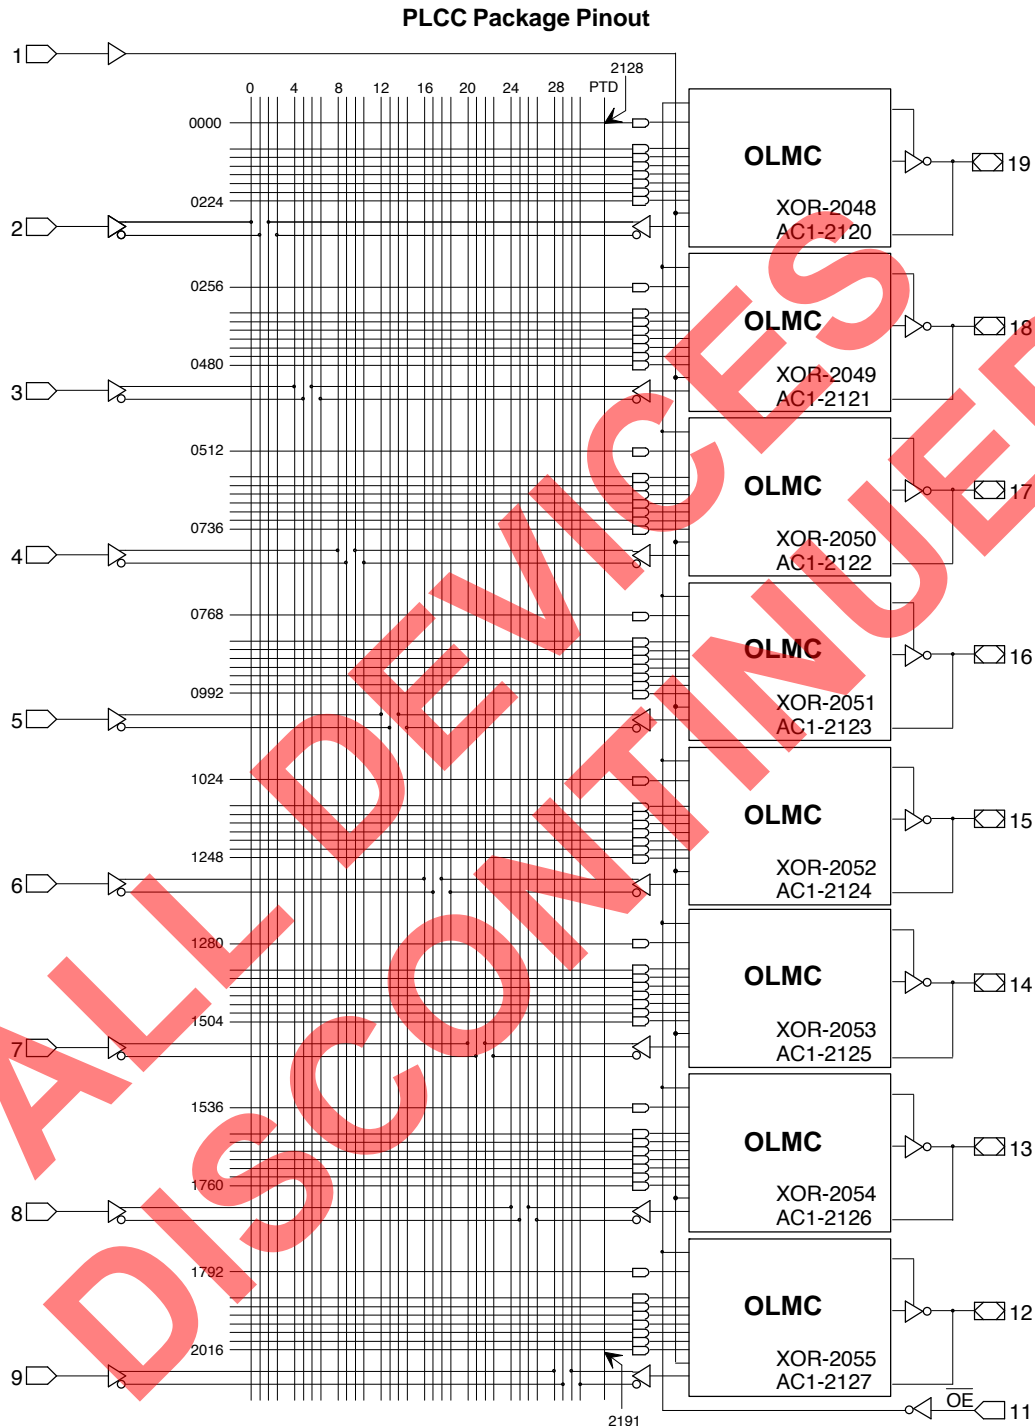 PLCC Package Pinout
1
2128
0 4 8 12 16 20 24 28 PTD
0000
OLMC
19
0224
XOR-2048
AC1-2120
2
0256
OLMC
18
0480
XOR-2049
AC1-2121
3
0512
OLMC
17
0736
XOR-2050
AC1-2122
4
0768
OLMC
16
0992
XOR-2051
AC1-2123
5
1024
OLMC
15
1248
XOR-2052
AC1-2124
6
1280
OLMC
14
1504
XOR-2053
AC1-2125
7
1536
OLMC
13
1760
XOR-2054
AC1-2126
8
1792
OLMC
12
2016
XOR-2055
AC1-2127
9
2191
OE
11
ALL DEVICES
DISCONTINUED